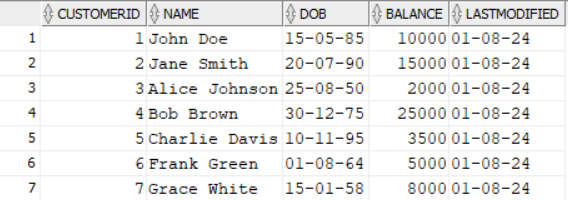 CUSTOMERID NAME DOB BALANCE LASTMODIFIED
1 1 John Doe 15-05-85 10000 01-08-24
2 2 Jane Smith 20-07-90 15000 01-08-24
3 3 Alice Johnson 25-08-50 2000 01-08-24
4 4 Bob Brown 30-12-75 25000 01-08-24
5 5 Charlie Davis 10-11-95 3500 01-08-24
6 6 Frank Green 01-08-64 5000 01-08-24
7 7 Grace White 15-01-58 8000 01-08-24